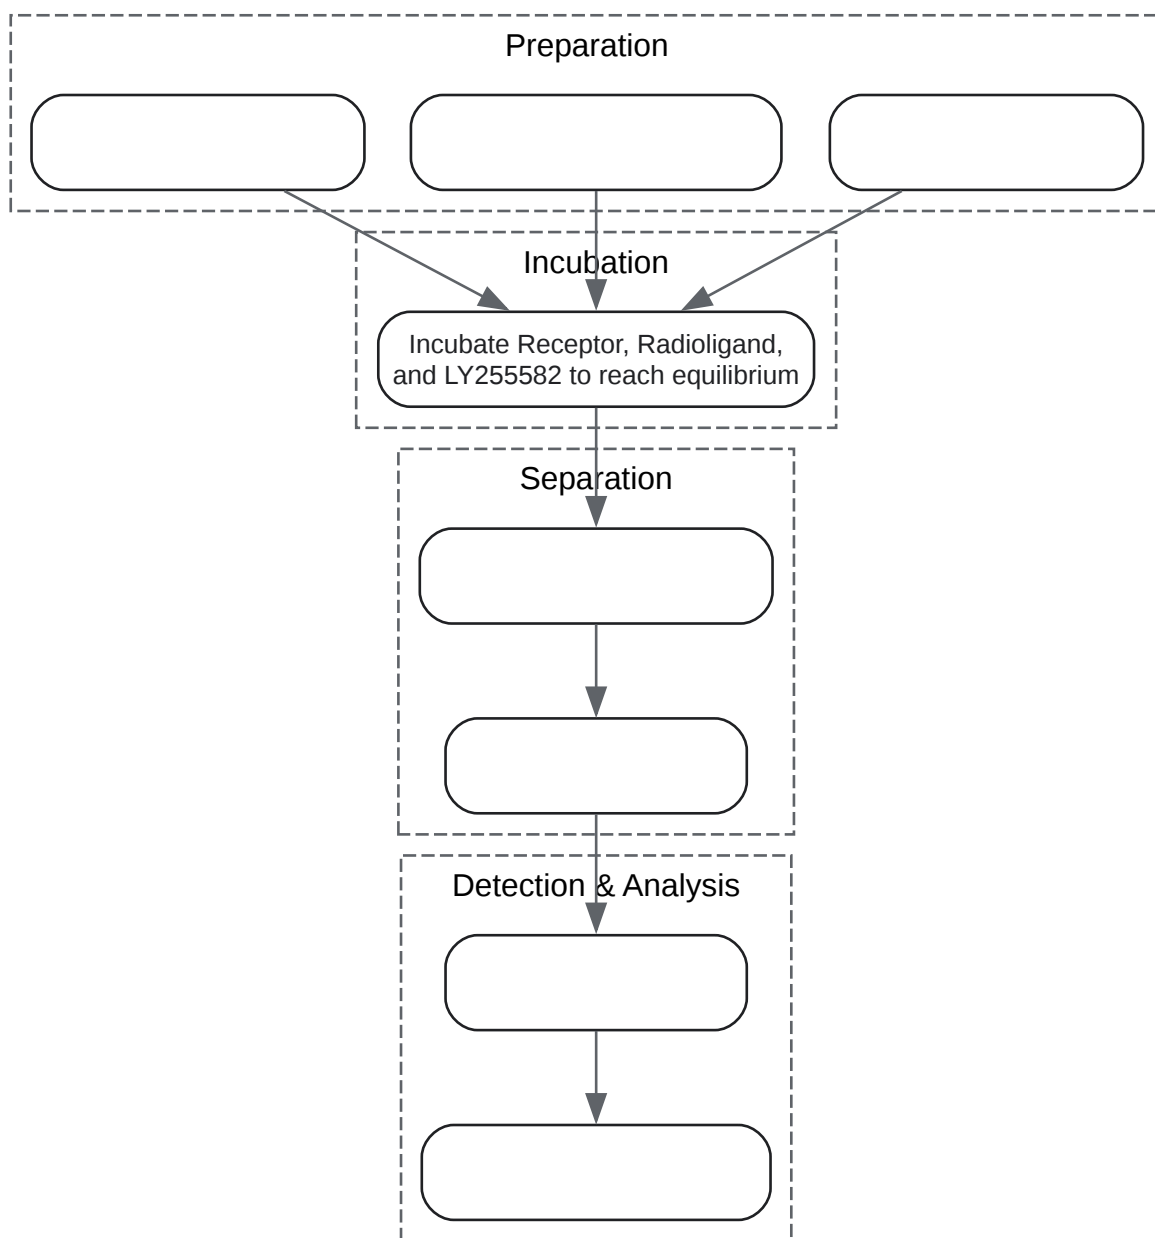 Preparation
Incubation
Incubate Receptor, Radioligand,
and LY255582 to reach equilibrium
Separation
Detection & Analysis